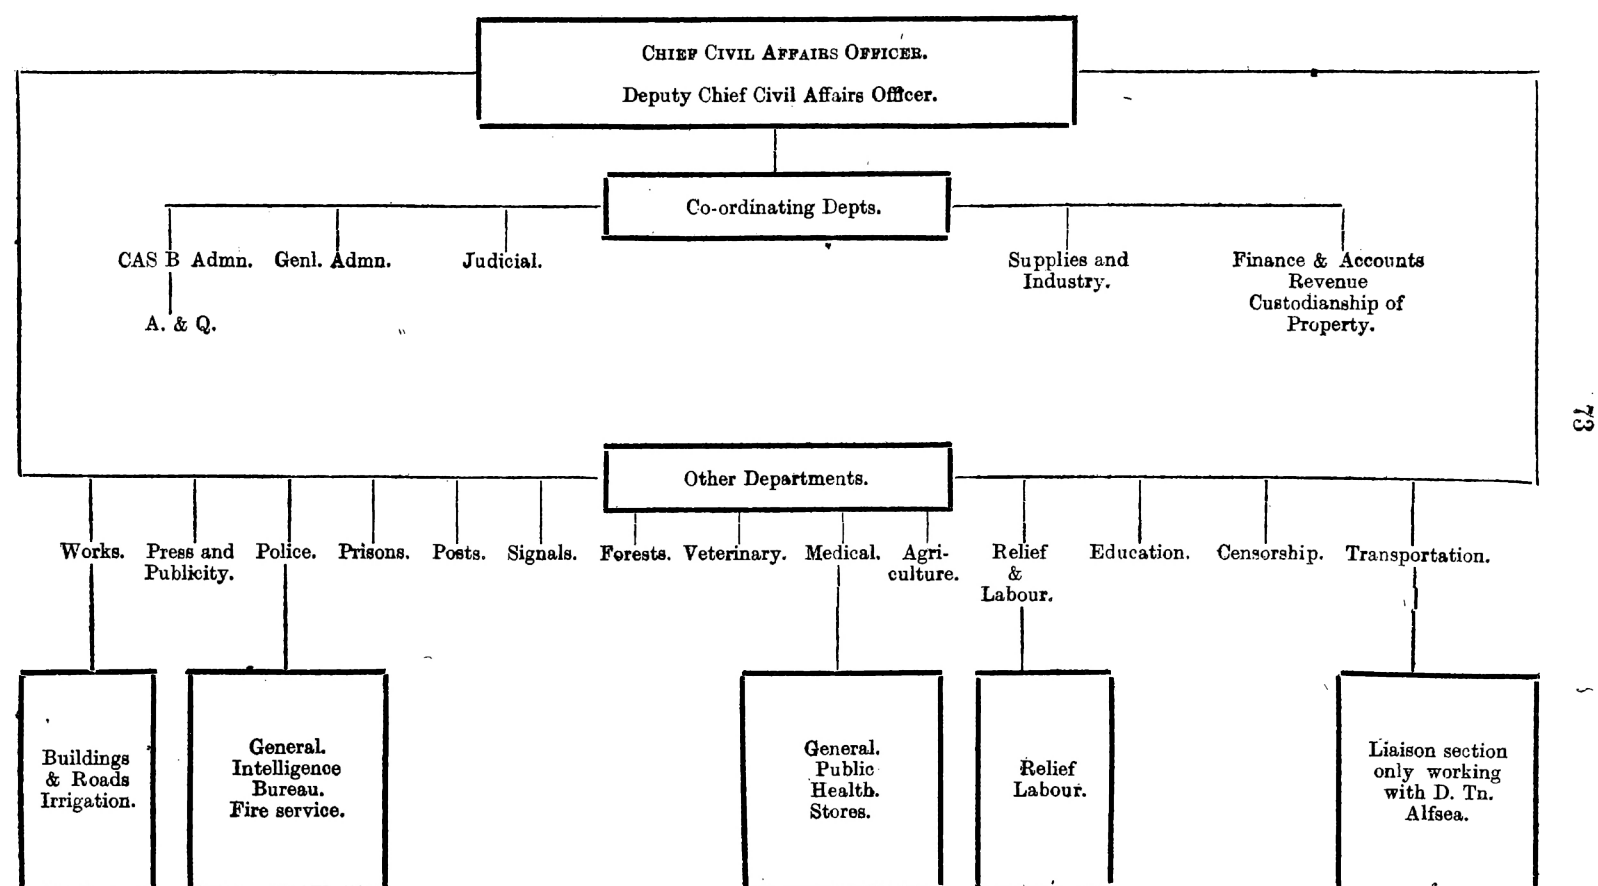 CHIEF CIVIL AFFAIRS OFFICER.
Deputy Chief Civil Affairs Officer.
Co-ordinating Depts.
CAS B Admn.
A. & Q.
Genl. Admn.
Judicial.
Supplies and
Industry.
Finance & Accounts
Revenue
Custodianship of
Property.
73
Other Departments.
Works.
Press and
Publicity.
Police.
Prisons.
Posts.
Signals.
Forests.
Veterinary.
Medical.
Agri-
culture.
Relief
&
Labour.
Education.
Censorship.
Transportation.
Buildings
& Roads
Irrigation.
General.
Intelligence
Bureau.
Fire service.
General.
Public
Health.
Stores.
Relief
Labour.
Liaison section
only working
with D. Tn.
Alfsea.